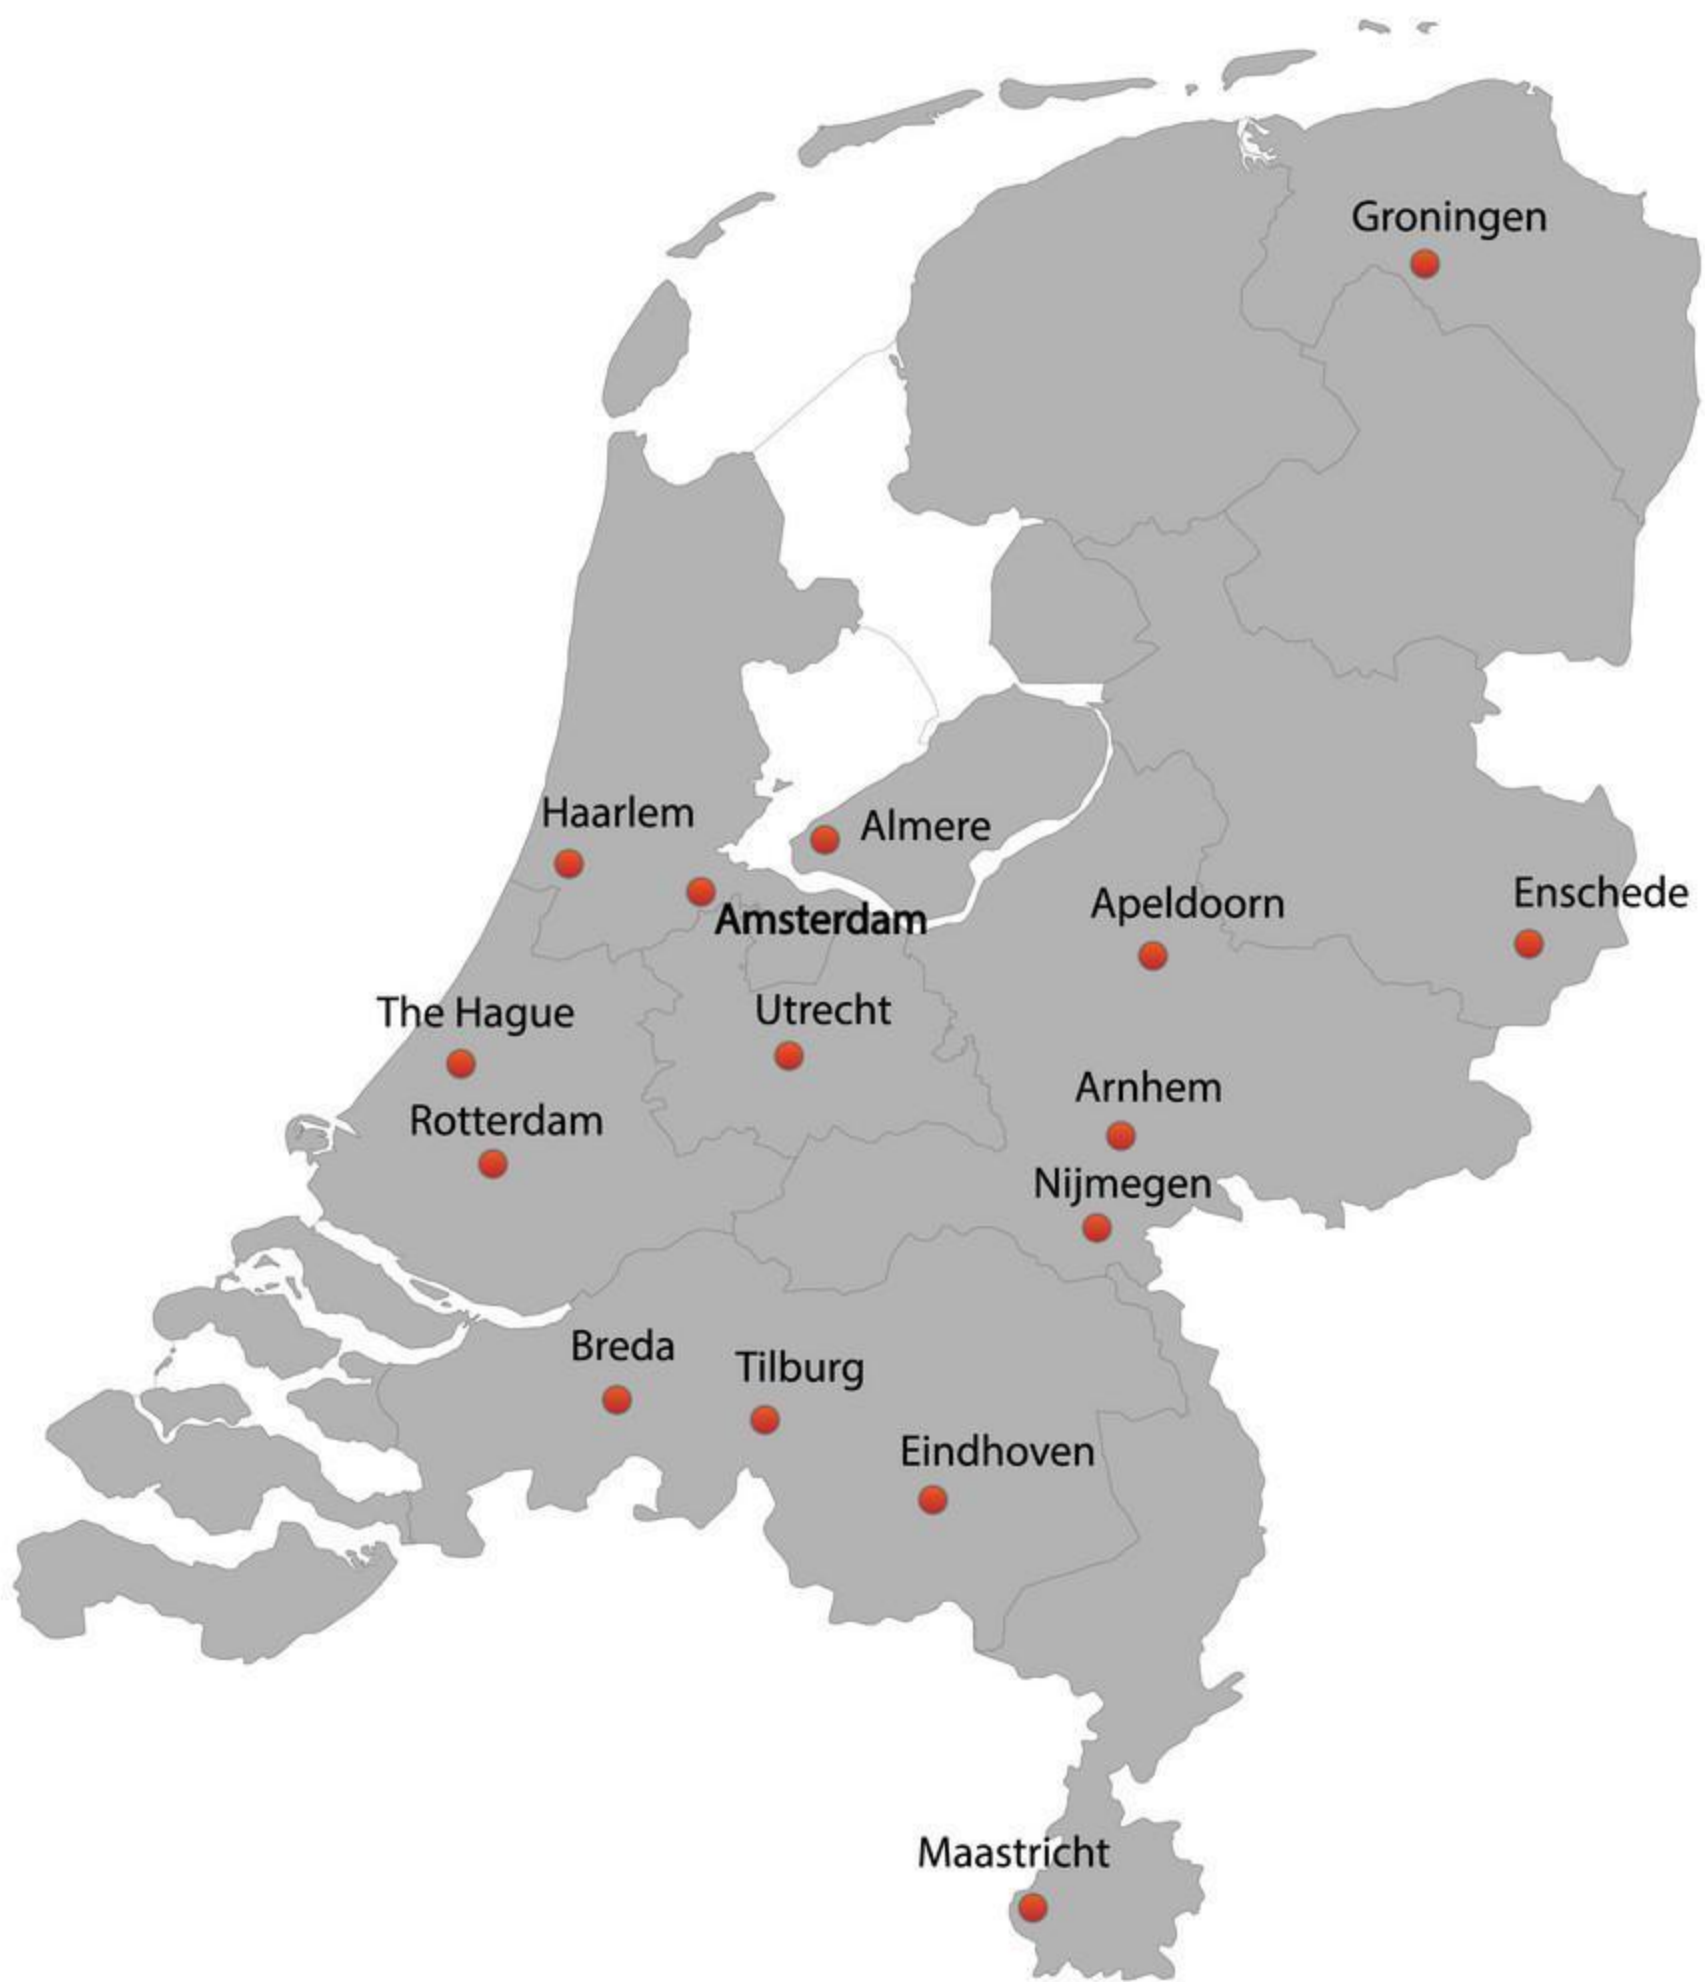 Groningen
Haarlem
Almere
Amsterdam
Apeldoorn
Enschede
The Hague
Utrecht
Rotterdam
Arnhem
Nijmegen
Breda
Tilburg
Eindhoven
Maastricht